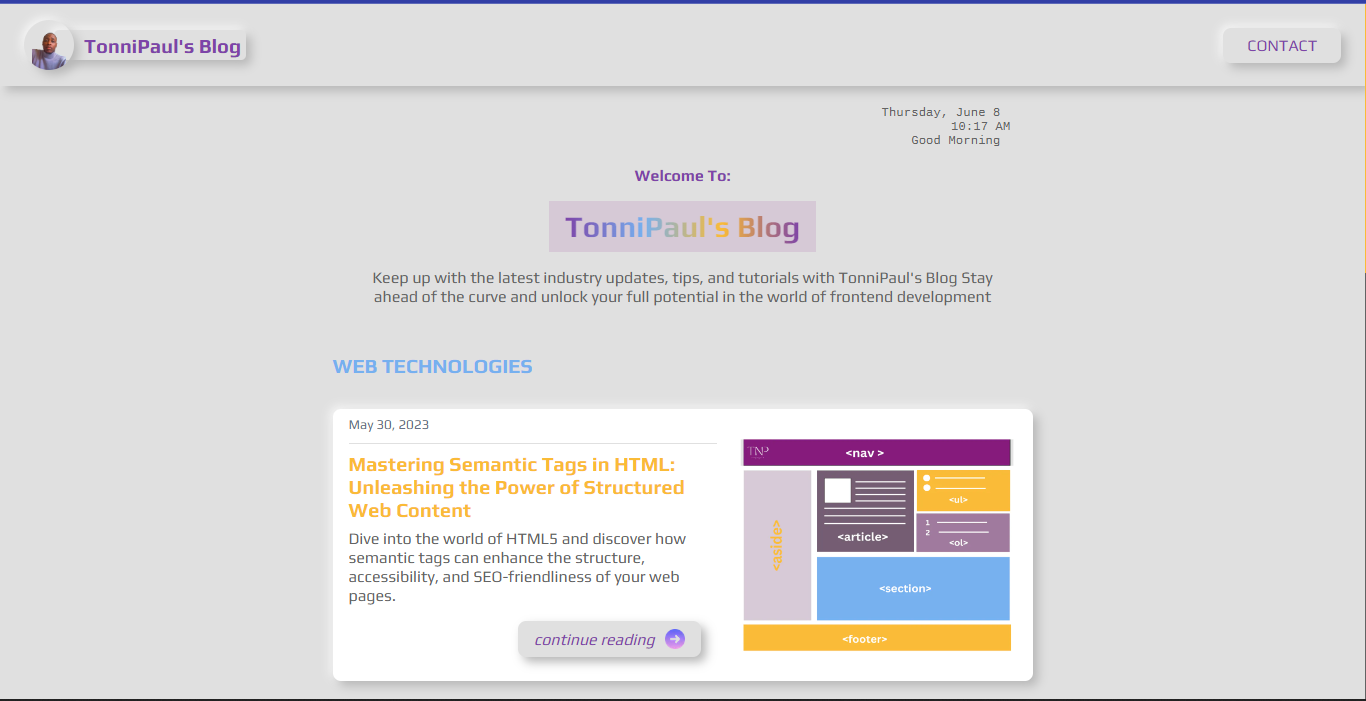 TonniPaul's Blog
CONTACT
Thursday, June 8
10:17 AM
Good Morning
Welcome To:
TonniPaul's Blog
Keep up with the latest industry updates, tips, and tutorials with TonniPaul's Blog Stay
ahead of the curve and unlock your full potential in the world of frontend development
WEB TECHNOLOGIES
May 30, 2023
Mastering Semantic Tags in HTML:
Unleashing the Power of Structured
Web Content
Dive into the world of HTML5 and discover how
semantic tags can enhance the structure,
accessibility, and SEO-friendliness of your web
pages.
continue reading
TNP
<nav >
<aside>
<article>
<ul>
1
2
<ol>
<section>
<footer>